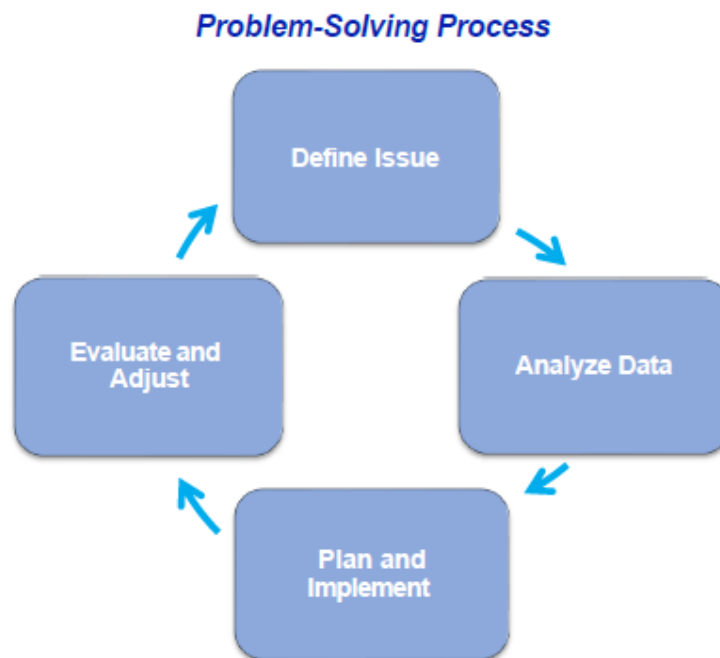 Problem-Solving Process
Define Issue
Analyze Data
Plan and
Implement
Evaluate and
Adjust